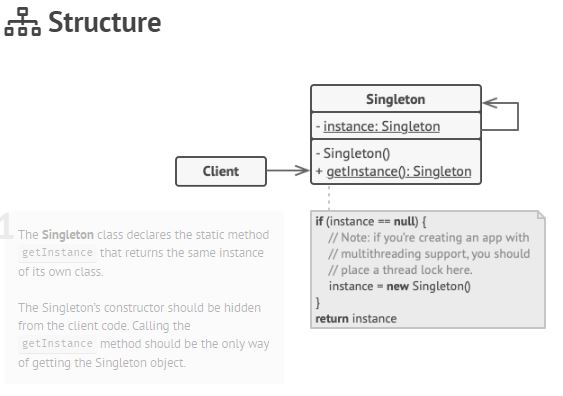 Structure
Singleton
- instance: Singleton
- Singleton()
+ getInstance(): Singleton
Client
1
The Singleton class declares the static method
getInstance that returns the same instance
of its own class.
The Singleton's constructor should be hidden
from the client code. Calling the
getInstance method should be the only way
of getting the Singleton object.
if (instance == null) {
// Note: if you're creating an app with
// multithreading support, you should
// place a thread lock here.
instance = new Singleton()
}
return instance